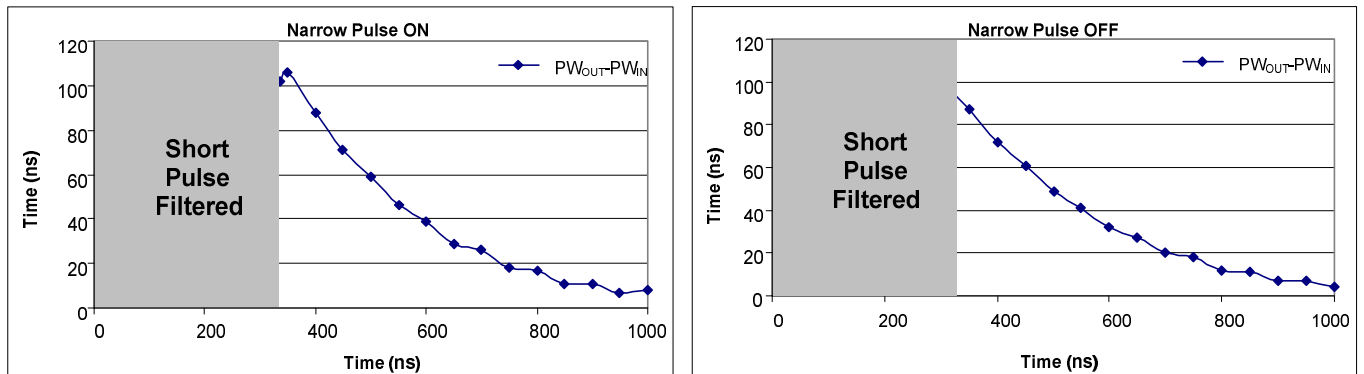 Narrow Pulse ON
120
100
80
60
40
20
0
Time (ns)
Short
Pulse
Filtered
PWOUT-PWIN
0 200 400 600 800 1000
Time (ns)
Narrow Pulse OFF
120
100
80
60
40
20
0
Time (ns)
Short
Pulse
Filtered
PWOUT-PWIN
0 200 400 600 800 1000
Time (ns)